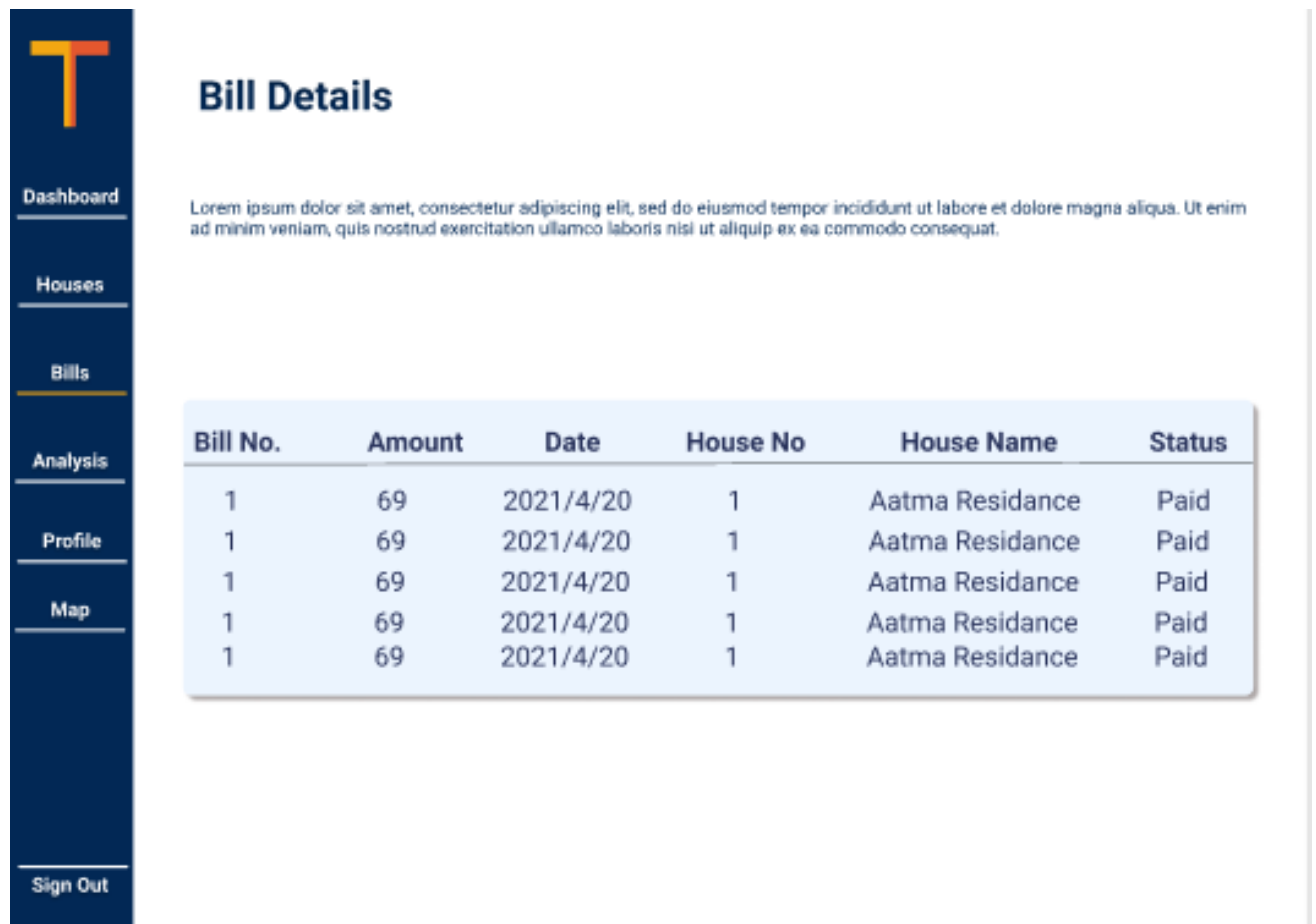 T
Bill Details
Dashboard
Lorem ipsum dolor sit amet, consectetur adipiscing elit, sed do eiusmod tempor incididunt ut labore et dolore magna aliqua. Ut enim
ad minim veniam, quis nostrud exercitation ullamco laboris nisi ut aliquip ex ea commodo consequat.
Houses
Bills
Analysis
Profile
Map
Sign Out
Bill No. Amount Date House No House Name Status
1 69 2021/4/20 1 Aatma Residance Paid
1 69 2021/4/20 1 Aatma Residance Paid
1 69 2021/4/20 1 Aatma Residance Paid
1 69 2021/4/20 1 Aatma Residance Paid
1 69 2021/4/20 1 Aatma Residance Paid